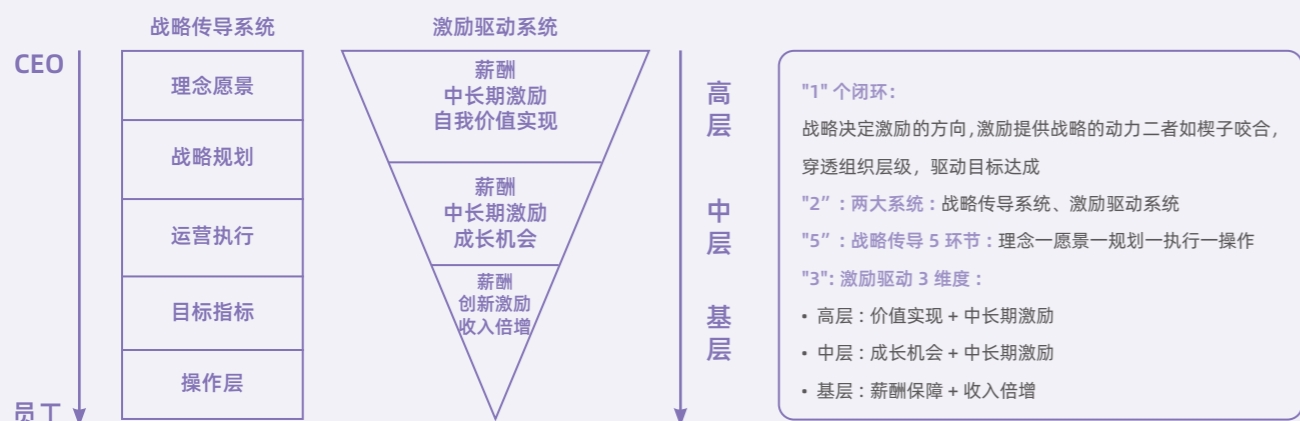 战略传导系统
激励驱动系统
CEO
理念愿景
战略规划
运营执行
目标指标
操作层
员工
薪酬
中长期激励
自我价值实现
薪酬
中长期激励
成长机会
薪酬
创新激励
收入倍增
高层
中层
基层
"1" 个闭环：
战略决定激励的方向，激励提供战略的动力二者如楔子咬合，
穿透组织层级，驱动目标达成
"2”：两大系统：战略传导系统、激励驱动系统
"5”：战略传导 5 环节：理念一愿景一规划一执行一操作
"3"：激励驱动 3 维度：
• 高层：价值实现 + 中长期激励
• 中层：成长机会 + 中长期激励
• 基层：薪酬保障 + 收入倍增